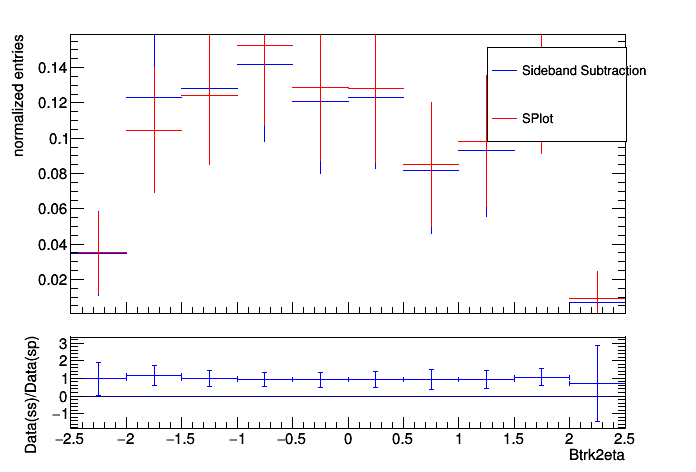 normalized entries
0.14
0.12
0.1
0.08
0.06
0.04
0.02
Sideband Subtraction
SPlot
Data(ss)/Data(sp)
3
2
1
0
−1
−2.5 −2 −1.5 −1 −0.5 0 0.5 1 1.5 2 2.5
Btrk2eta